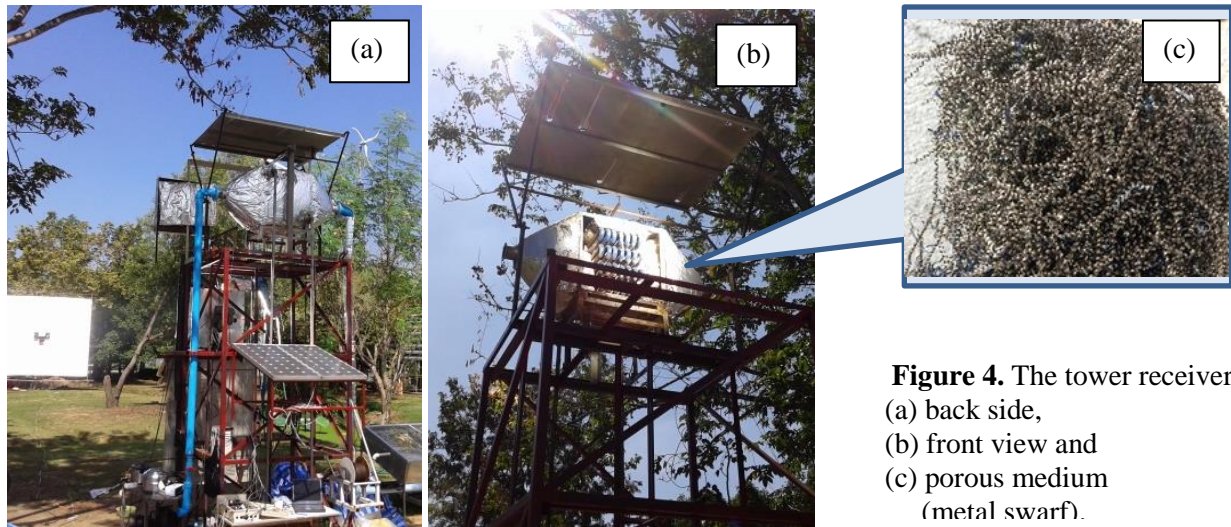 (a)
(b)
(c)
Figure 4. The tower receiver
(a) back side,
(b) front view and
(c) porous medium
(metal swarf).